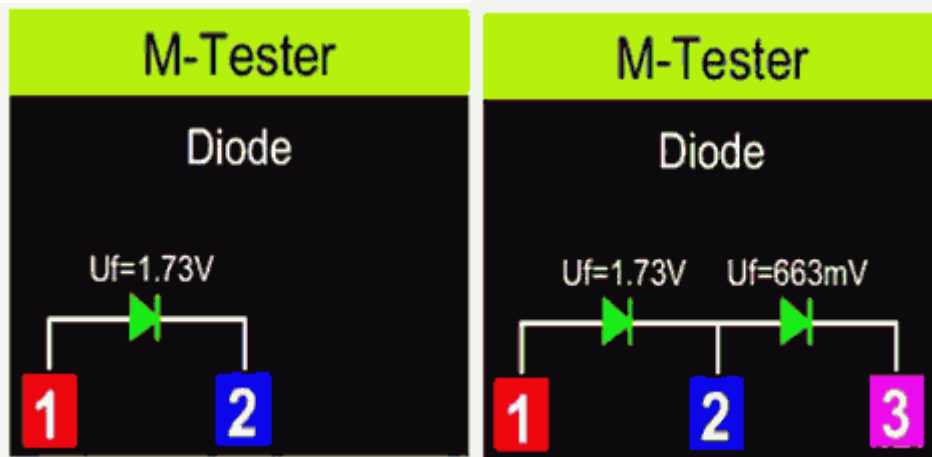 M-Tester
Diode
Uf=1.73V
1 2
M-Tester
Diode
Uf=1.73V Uf=663mV
1 2 3